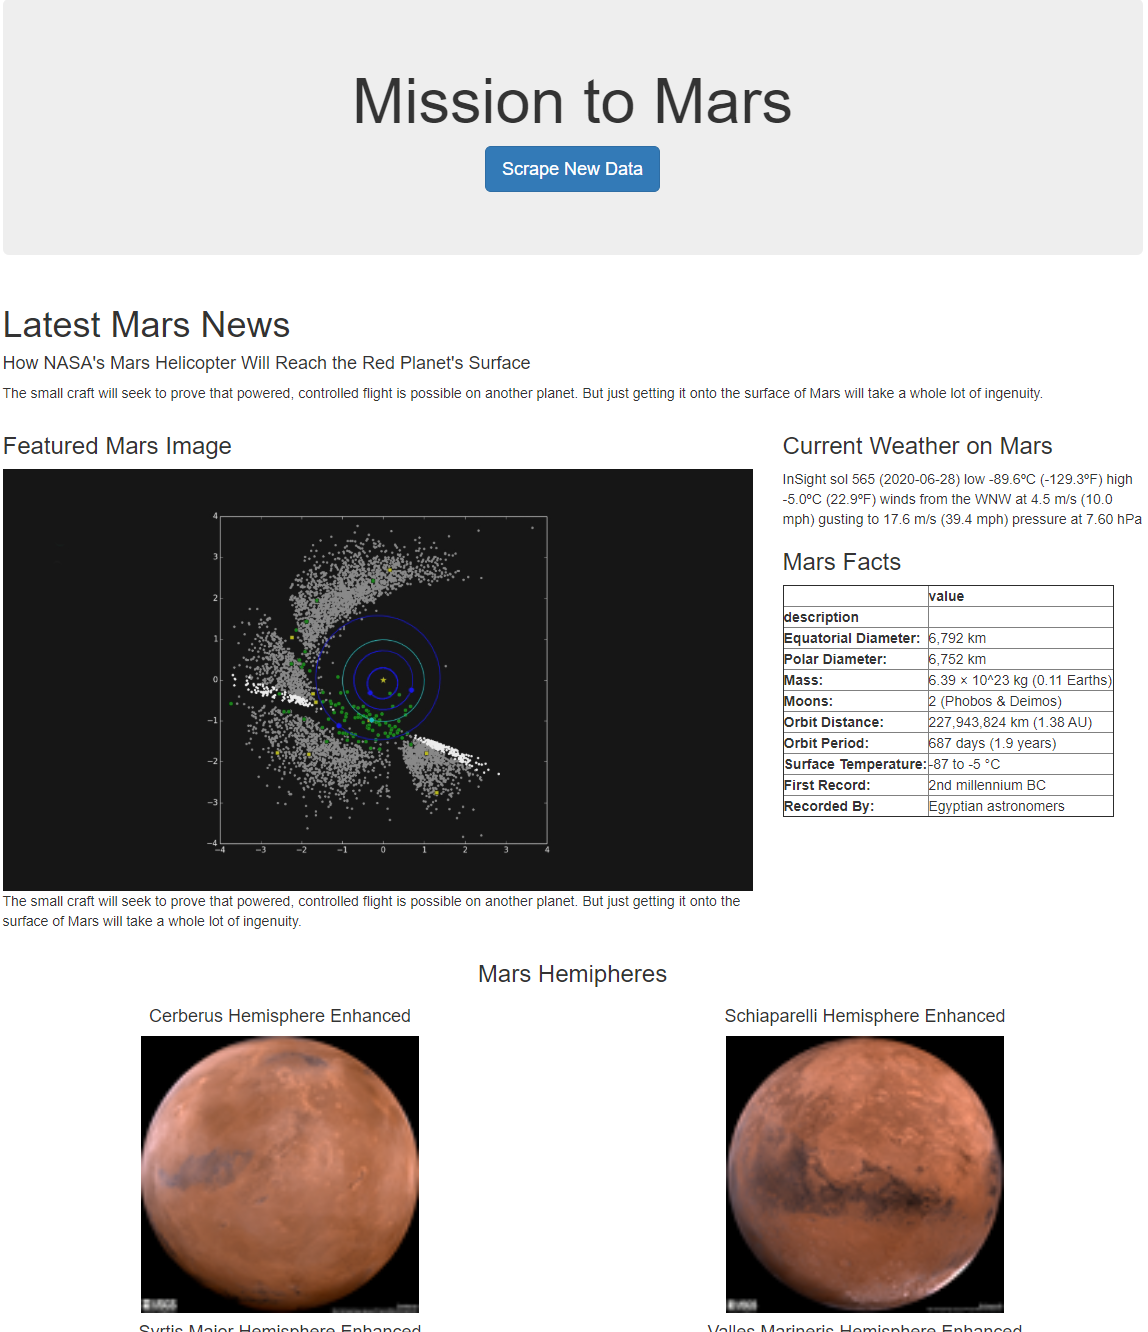 Mission to Mars
Scrape New Data
Latest Mars News
How NASA's Mars Helicopter Will Reach the Red Planet's Surface
The small craft will seek to prove that powered, controlled flight is possible on another planet. But just getting it onto the surface of Mars will take a whole lot of ingenuity.
Featured Mars Image
4
3
2
1
0
−1
−2
−3
−4
−4 −3 −2 −1 0 1 2 3 4
The small craft will seek to prove that powered, controlled flight is possible on another planet. But just getting it onto the
surface of Mars will take a whole lot of ingenuity.
Current Weather on Mars
InSight sol 565 (2020-06-28) low -89.6ºC (-129.3ºF) high
-5.0ºC (22.9ºF) winds from the WNW at 4.5 m/s (10.0
mph) gusting to 17.6 m/s (39.4 mph) pressure at 7.60 hPa
Mars Facts
value
description
Equatorial Diameter: 6,792 km
Polar Diameter: 6,752 km
Mass: 6.39 × 10^23 kg (0.11 Earths)
Moons: 2 (Phobos & Deimos)
Orbit Distance: 227,943,824 km (1.38 AU)
Orbit Period: 687 days (1.9 years)
Surface Temperature: -87 to -5 °C
First Record: 2nd millennium BC
Recorded By: Egyptian astronomers
Mars Hemipheres
Cerberus Hemisphere Enhanced
Schiaparelli Hemisphere Enhanced
USGS
USGS
Syrtis Major Hemisphere Enhanced
Valles Marineris Hemisphere Enhanced